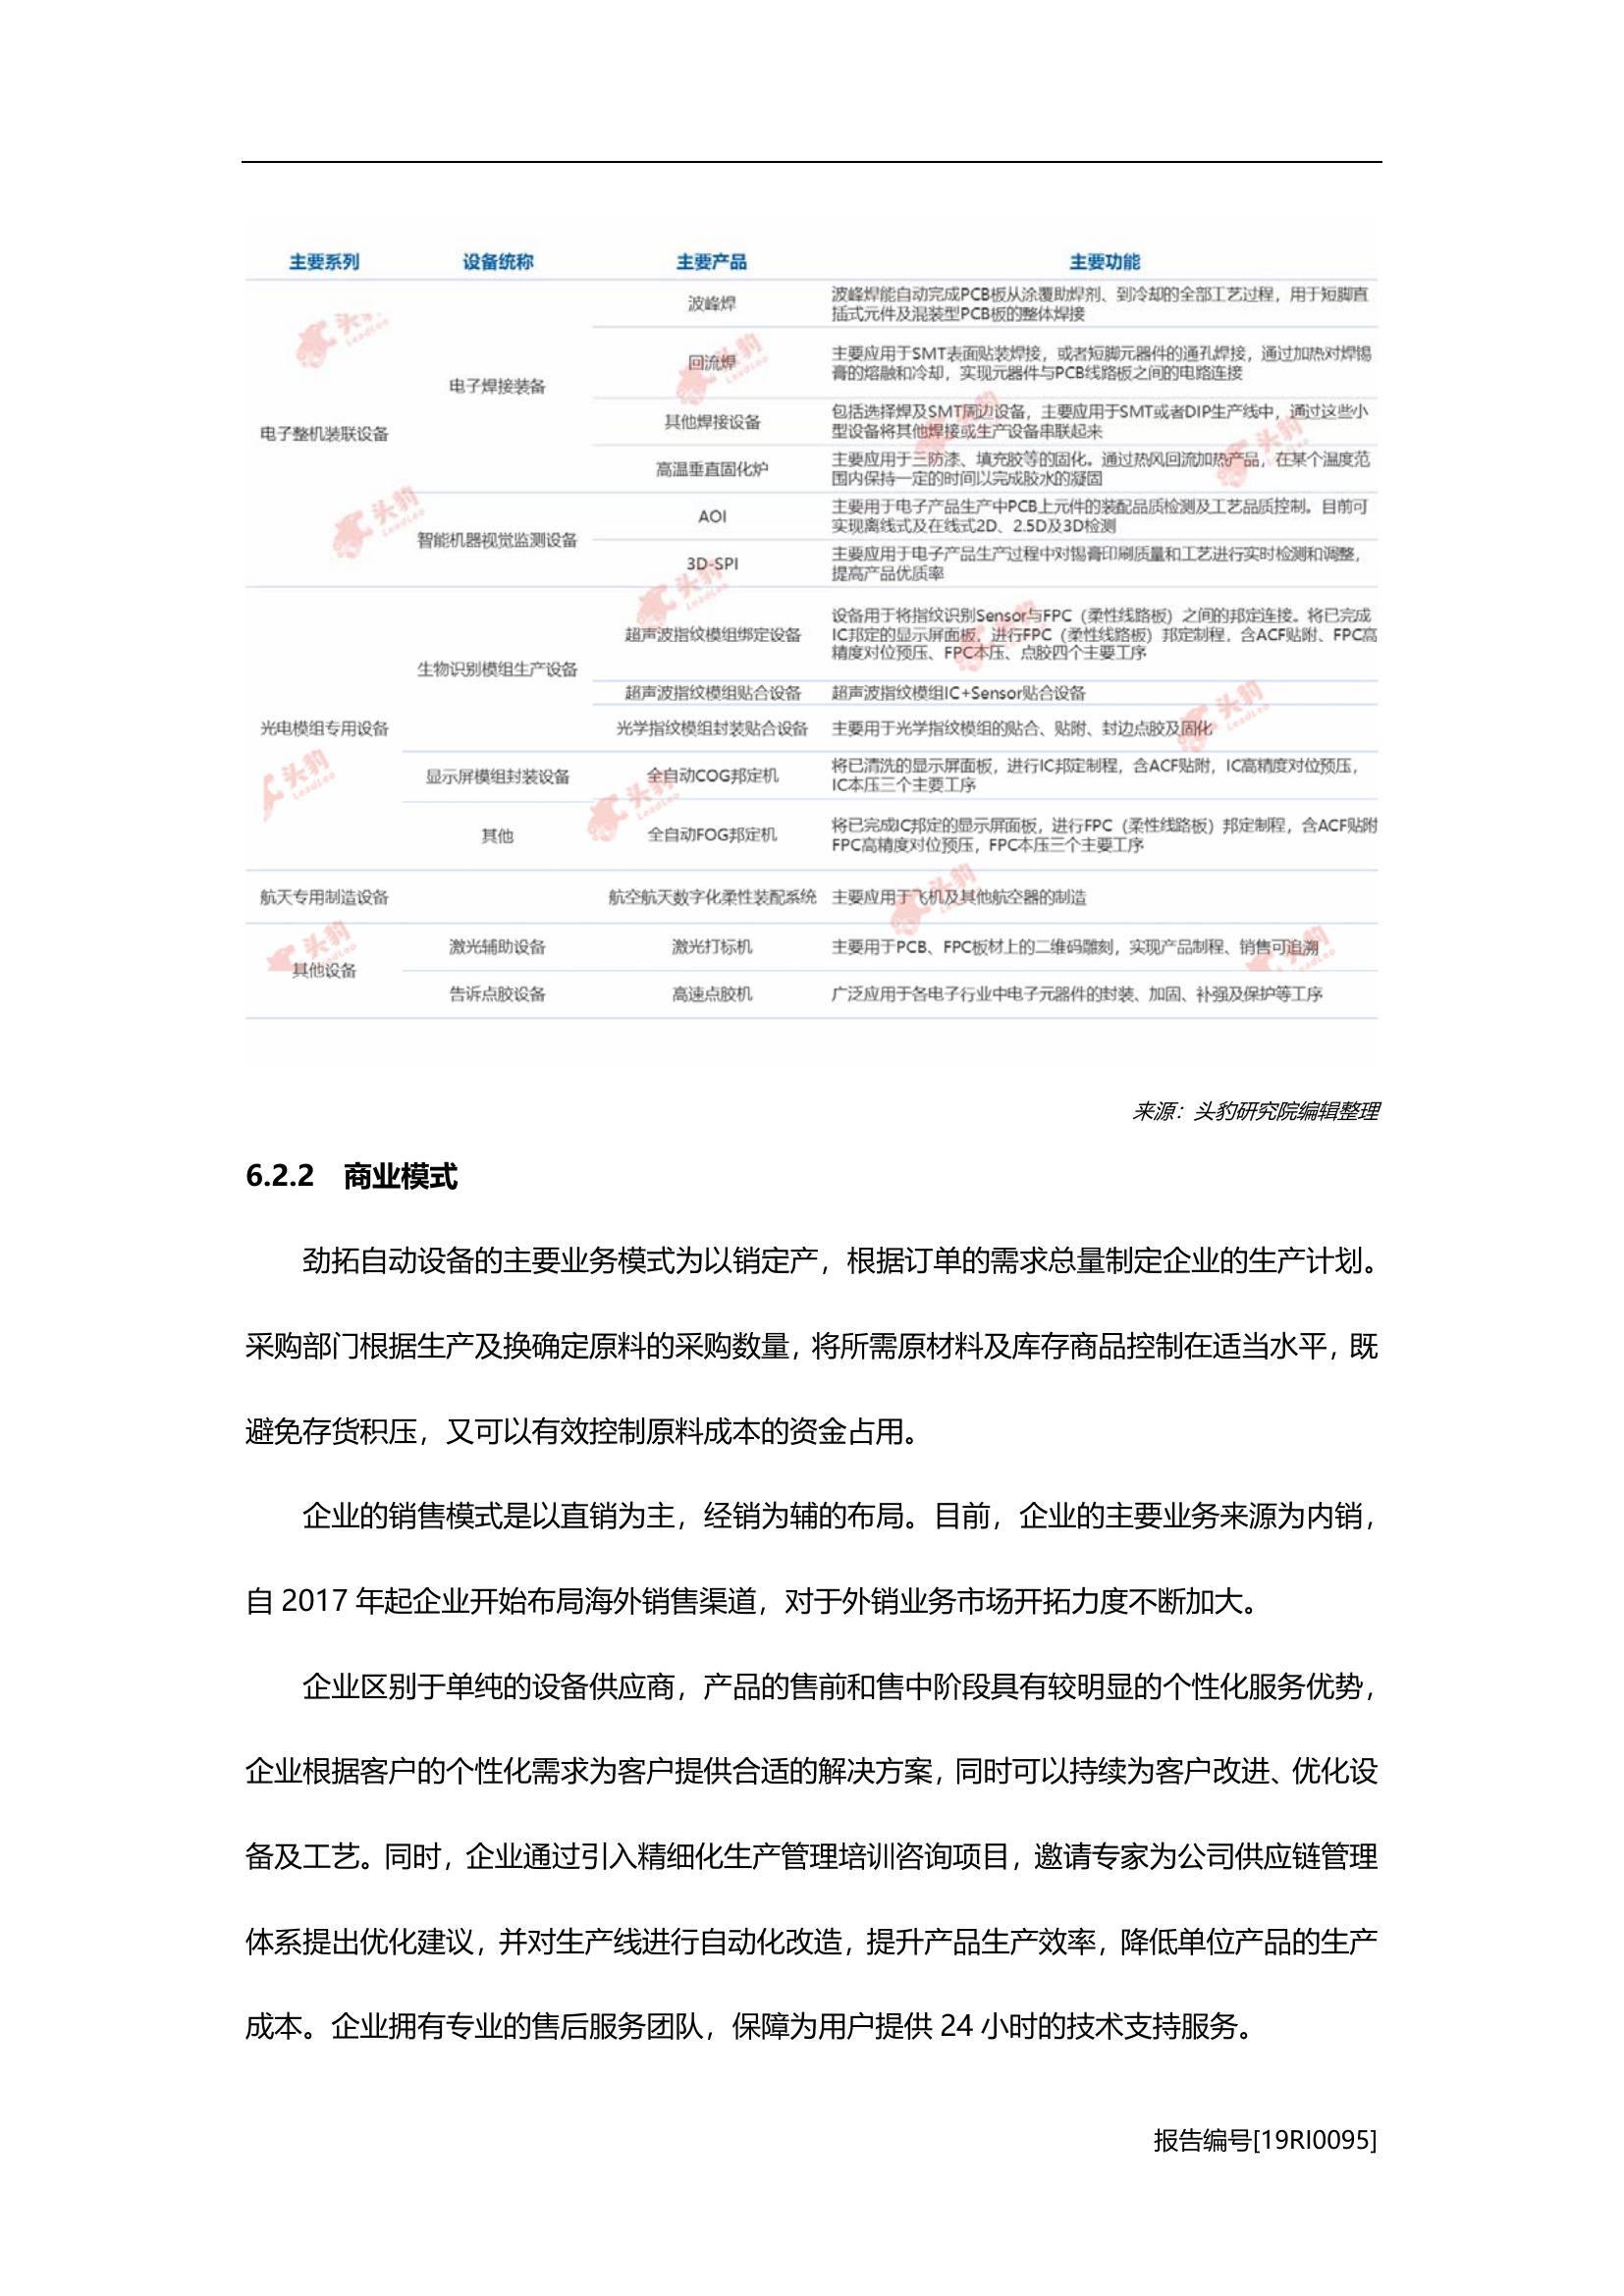 主要系列 设备统称 主要产品 主要功能
波峰焊 波峰焊能自动完成PCB板从涂覆助焊剂、到冷却的全部工艺过程，用于短脚直
插式元件及混装型PCB板的整体焊接
回流焊 主要应用于SMT表面贴装焊接，或者短脚元器件的通孔焊接，通过加热对焊锡
膏的熔融和冷却，实现元器件与PCB线路板之间的电路连接
电子焊接装备
其他焊接设备 包括选择焊及SMT周边设备，主要应用于SMT或者DIP生产线中，通过这些小
型设备将其他焊接或生产设备串联起来
电子整机装联设备
高温垂直固化炉 主要应用于三防漆、填充胶等的固化。通过热风回流加热产品，在某个温度范
围内保持一定的时间以完成胶水的凝固
AOI 主要用于电子产品生产中PCB上元件的装配品质检测及工艺品质控制。目前可
实现离线式及在线式2D、2.5D及3D检测
智能机器视觉监测设备
3D-SPI 主要应用于电子产品生产过程中对锡膏印刷质量和工艺进行实时检测和调整，
提高产品优质率
超声波指纹模组绑定设备 设备用于将指纹识别Sensor与FPC（柔性线路板）之间的邦定连接。将已完成
IC邦定的显示屏面板，进行FPC（柔性线路板）邦定制程，含ACF贴附、FPC高
精度对位预压、FPC本压、点胶四个主要工序
生物识别模组生产设备
超声波指纹模组贴合设备 超声波指纹模组IC+Sensor贴合设备
光电模组专用设备 光学指纹模组封装贴合设备 主要用于光学指纹模组的贴合、贴附、封边点胶及固化
显示屏模组封装设备 全自动COG邦定机 将已清洗的显示屏面板，进行IC邦定制程，含ACF贴附，IC高精度对位预压，
IC本压三个主要工序
其他 全自动FOG邦定机 将已完成IC邦定的显示屏面板，进行FPC（柔性线路板）邦定制程，含ACF贴附
FPC高精度对位预压，FPC本压三个主要工序
航天专用制造设备 航空航天数字化柔性装配系统 主要应用于飞机及其他航空器的制造
激光辅助设备 激光打标机 主要用于PCB、FPC板材上的二维码雕刻，实现产品制程、销售可追溯
其他设备
告诉点胶设备 高速点胶机 广泛应用于各电子行业中电子元器件的封装、加固、补强及保护等工序
头豹 LeadLeo
来源：头豹研究院编辑整理
6.2.2 商业模式
劲拓自动设备的主要业务模式为以销定产，根据订单的需求总量制定企业的生产计划。
采购部门根据生产及换确定原料的采购数量，将所需原材料及库存商品控制在适当水平，既
避免存货积压，又可以有效控制原料成本的资金占用。
企业的销售模式是以直销为主，经销为辅的布局。目前，企业的主要业务来源为内销，
自 2017 年起企业开始布局海外销售渠道，对于外销业务市场开拓力度不断加大。
企业区别于单纯的设备供应商，产品的售前和售中阶段具有较明显的个性化服务优势，
企业根据客户的个性化需求为客户提供合适的解决方案，同时可以持续为客户改进、优化设
备及工艺。同时，企业通过引入精细化生产管理培训咨询项目，邀请专家为公司供应链管理
体系提出优化建议，并对生产线进行自动化改造，提升产品生产效率，降低单位产品的生产
成本。企业拥有专业的售后服务团队，保障为用户提供 24 小时的技术支持服务。
报告编号[19RI0095]